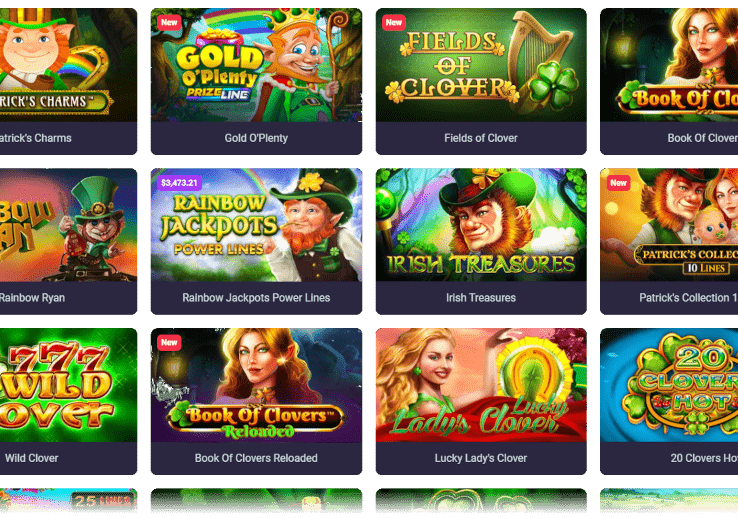 RICK'S CHARMS™
atrick's Charms
New
GOLD
O'PLENTY
PRIZE LINE
Gold O'Plenty
New
FIELDS
OF
CLOVER
Fields of Clover
BOOK OF CLO
Book Of Clover
BOW
AN
Rainbow Ryan
$3,473.21
RAINBOW
JACKPOTS
POWER LINES
Rainbow Jackpots Power Lines
IRISH TREASURES
Irish Treasures
New
PATRICK'S COLLEC
10 LINES
Patrick's Collection 1
777
WILD
OVER
Wild Clover
New
BOOK OF CLOVERS™
Reloaded
Book Of Clovers Reloaded
Lucky
Lady's Clover
Lucky Lady's Clover
20
CLOVER
HOT
20 Clovers Ho
25 LINES